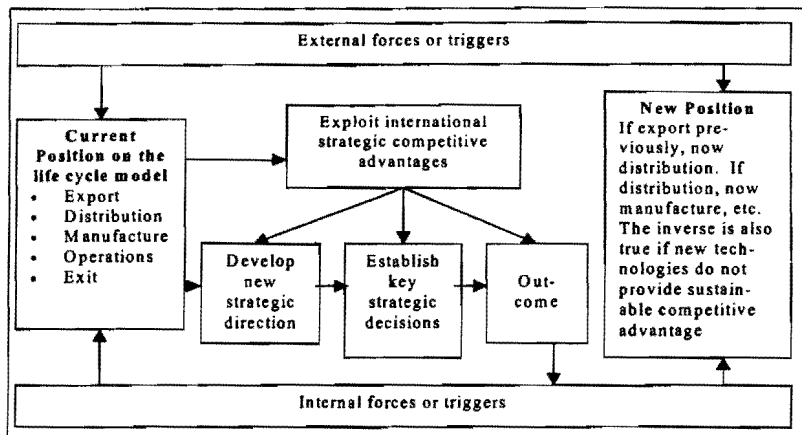 External forces or triggers
Current
Position on the
life cycle model
• Export
• Distribution
• Manufacture
• Operations
• Exit
Exploit international
strategic competitive
advantages
Develop
new
strategic
direction
Establish
key
strategic
decisions
Out-
come
New Position
If export pre-
viously, now
distribution. If
distribution, now
manufacture, etc.
The inverse is also
true if new tech-
nologies do not
provide sustain-
able competitive
advantage
Internal forces or triggers